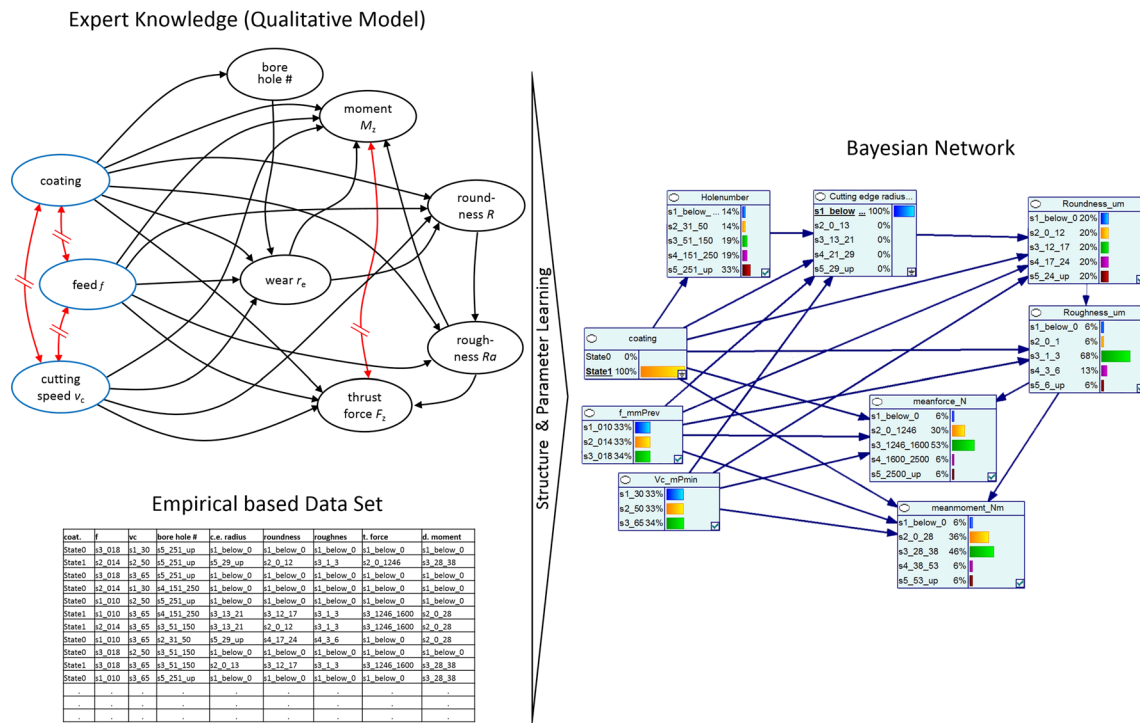 Expert Knowledge (Qualitative Model)
bore
hole #
moment
Mz
coating
round-
ness R
feed f
wear re
rough-
ness Ra
cutting
speed vc
thrust
force Fz
Structure & Parameter Learning
Bayesian Network
Holenumber
s1_below_... 14%
s2_31_50 14%
s3_51_150 19%
s4_151_250 19%
s5_251_up 33%
Cutting edge radius...
s1_below_... 100%
s2_0_13 0%
s3_13_21 0%
s4_21_29 0%
s5_29_up 0%
Roundness_um
s1_below_0 20%
s2_0_12 20%
s3_12_17 20%
s4_17_24 20%
s5_24_up 20%
Roughness_um
s1_below_0 6%
s2_0_1 6%
s3_1_3 68%
s4_3_6 13%
s5_6_up 6%
coating
State0 0%
State1 100%
f_mmPrev
s1_010 33%
s2_014 33%
s3_018 34%
meanforce_N
s1_below_0 6%
s2_0_1246 30%
s3_1246_1600 53%
s4_1600_2500 6%
s5_2500_up 6%
Vc_mPmin
s1_30 33%
s2_50 33%
s3_65 34%
meanmoment_Nm
s1_below_0 6%
s2_0_28 36%
s3_28_38 46%
s4_38_53 6%
s5_53_up 6%
Empirical based Data Set
coat. f vc bore hole # c.e. radius roundness roughnes t. force d. moment
State0 s3_018 s1_30 s5_251_up s1_below_0 s1_below_0 s1_below_0 s1_below_0 s1_below_0
State1 s3_014 s2_50 s5_251_up s5_29_up s2_0_12 s3_1_3 s2_0_1246 s3_28_38
State0 s3_018 s3_65 s5_251_up s1_below_0 s1_below_0 s1_below_0 s1_below_0 s1_below_0
State0 s2_014 s1_30 s4_151_250 s1_below_0 s1_below_0 s1_below_0 s1_below_0 s1_below_0
State0 s1_010 s2_50 s5_251_up s1_below_0 s1_below_0 s1_below_0 s1_below_0 s1_below_0
State1 s1_010 s3_65 s4_151_250 s3_13_21 s3_12_17 s3_1_3 s3_1246_1600 s2_0_28
State1 s2_014 s3_65 s3_51_150 s3_13_21 s2_0_12 s3_1_3 s3_1246_1600 s2_0_28
State0 s1_010 s3_65 s2_31_50 s5_29_up s4_17_24 s4_3_6 s1_below_0 s2_0_28
State0 s3_018 s2_50 s3_51_150 s1_below_0 s1_below_0 s1_below_0 s1_below_0 s1_below_0
State1 s3_018 s3_65 s3_51_150 s2_0_13 s3_12_17 s3_1_3 s3_1246_1600 s3_28_38
State0 s1_010 s3_65 s5_251_up s1_below_0 s1_below_0 s1_below_0 s1_below_0 s3_28_38
. . . . . . . . .
. . . . . . . . .
. . . . . . . . .